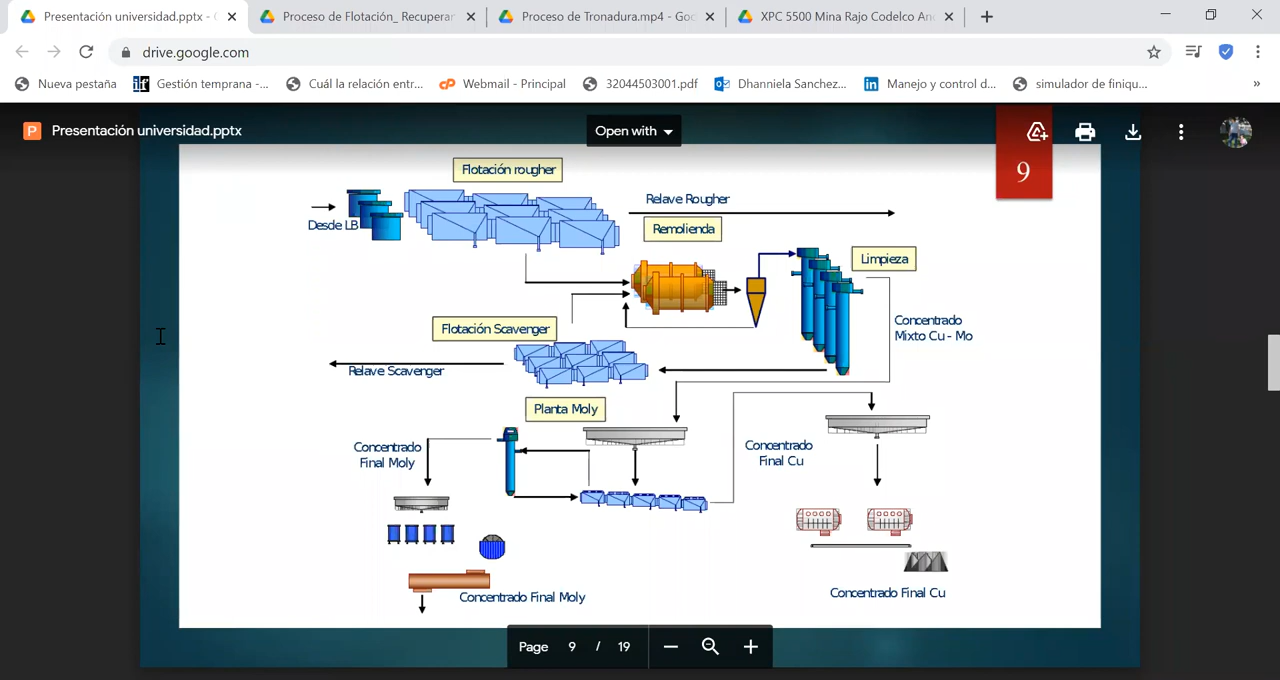 Presentación universidad.pptx - G
Proceso de Flotación_ Recuperar
Proceso de Tronadura.mp4 - Goo
XPC 5500 Mina Rajo Codelco And
drive.google.com
Nueva pestaña
Gestión temprana -...
Cuál la relación entr...
Webmail - Principal
32044503001.pdf
Dhanniela Sanchez...
Manejo y control d...
simulador de finiqu...
»
P
Presentación universidad.pptx
Open with
9
Flotación rougher
Relave Rougher
Desde LB
Remolienda
Limpieza
Flotación Scavenger
Concentrado
Mixto Cu - Mo
Relave Scavenger
Planta Moly
Concentrado
Final Moly
Concentrado
Final Cu
Concentrado Final Moly
Concentrado Final Cu
Page 9 / 19